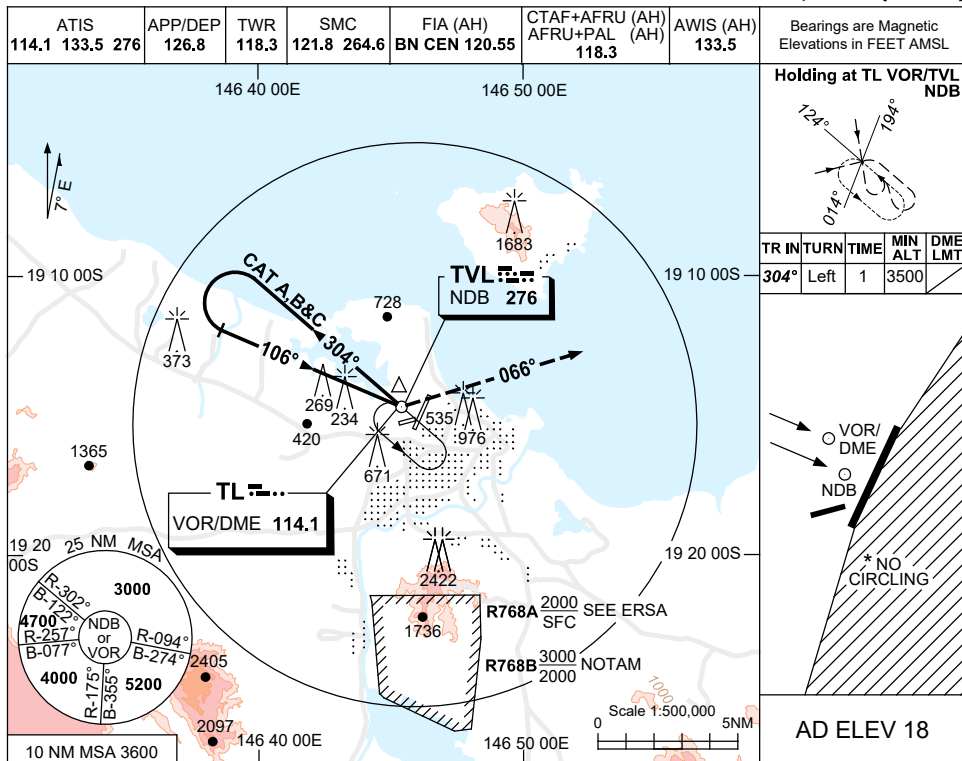 ATIS
114.1 133.5 276
APP/DEP
126.8
TWR
118.3
SMC
121.8 264.6
FIA (AH)
BN CEN 120.55
CTAF+AFRU (AH)
AFRU+PAL (AH)
118.3
AWIS (AH)
133.5
Bearings are Magnetic
Elevations in FEET AMSL
146 40 00E
146 50 00E
Holding at TL VOR/TVL
NDB
124°
194°
014°
TR IN
TURN
TIME
MIN
ALT
DME
LMT
304°
Left
1
3500
7° E
1683
19 10 00S
19 10 00S
TVL
NDB 276
CAT A,B&C
304°
106°
066°
728
373
269
234
420
535
976
671
1365
TL
VOR/DME 114.1
VOR/
DME
NDB
* NO
CIRCLING
19 20
00S
19 20 00S
25 NM MSA
3000
R-302°
B-122°
4700
R-257°
B-077°
NDB
or
VOR
R-094°
B-274°
4000
R-175°
B-355°
5200
2422
1736
2405
2097
R768A 2000
SFC
SEE ERSA
R768B 3000
2000
NOTAM
1000
Scale 1:500,000
0
5NM
10 NM MSA 3600
146 40 00E
146 50 00E
AD ELEV 18